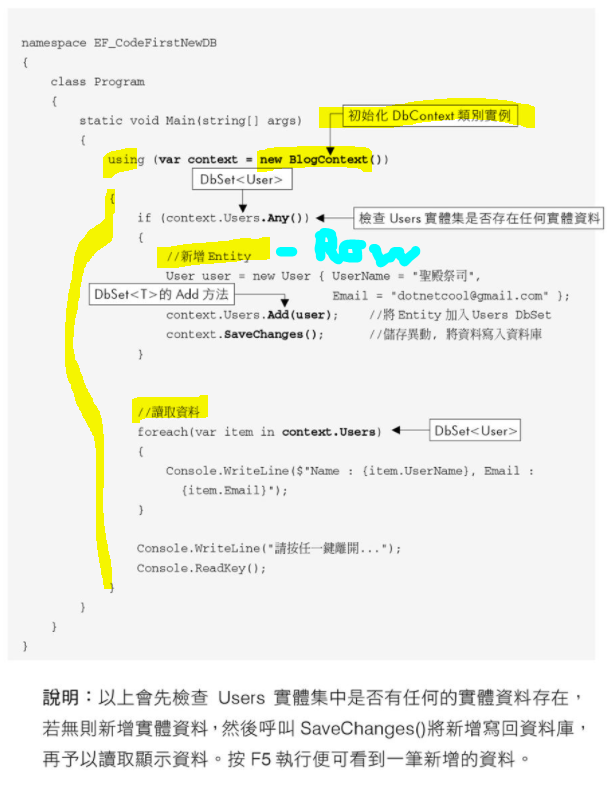 namespace EF_CodeFirstNewDB
{
class Program
{
static void Main(string[] args)
初始化 DbContext 類別實例
{
using (var context = new BlogContext())
DbSet<User>
{
if (context.Users.Any())
檢查 Users 實體集是否存在任何實體資料
{
//新增 Entity
- Row
User user = new User { UserName = "聖殿祭司",
DbSet<T>的 Add 方法
Email = "dotnetcool@gmail.com" };
context.Users.Add(user); //將 Entity 加入 Users DbSet
context.SaveChanges(); //儲存異動, 將資料寫入資料庫
}
//讀取資料
foreach(var item in context.Users)
DbSet<User>
{
Console.WriteLine($"Name : {item.UserName}, Email :
{item.Email}");
}
Console.WriteLine("請按任一鍵離開...");
Console.ReadKey();
}
}
}
}
說明：以上會先檢查 Users 實體集中是否有任何的實體資料存在，
若無則新增實體資料，然後呼叫 SaveChanges()將新增寫回資料庫，
再予以讀取顯示資料。按 F5 執行便可看到一筆新增的資料。